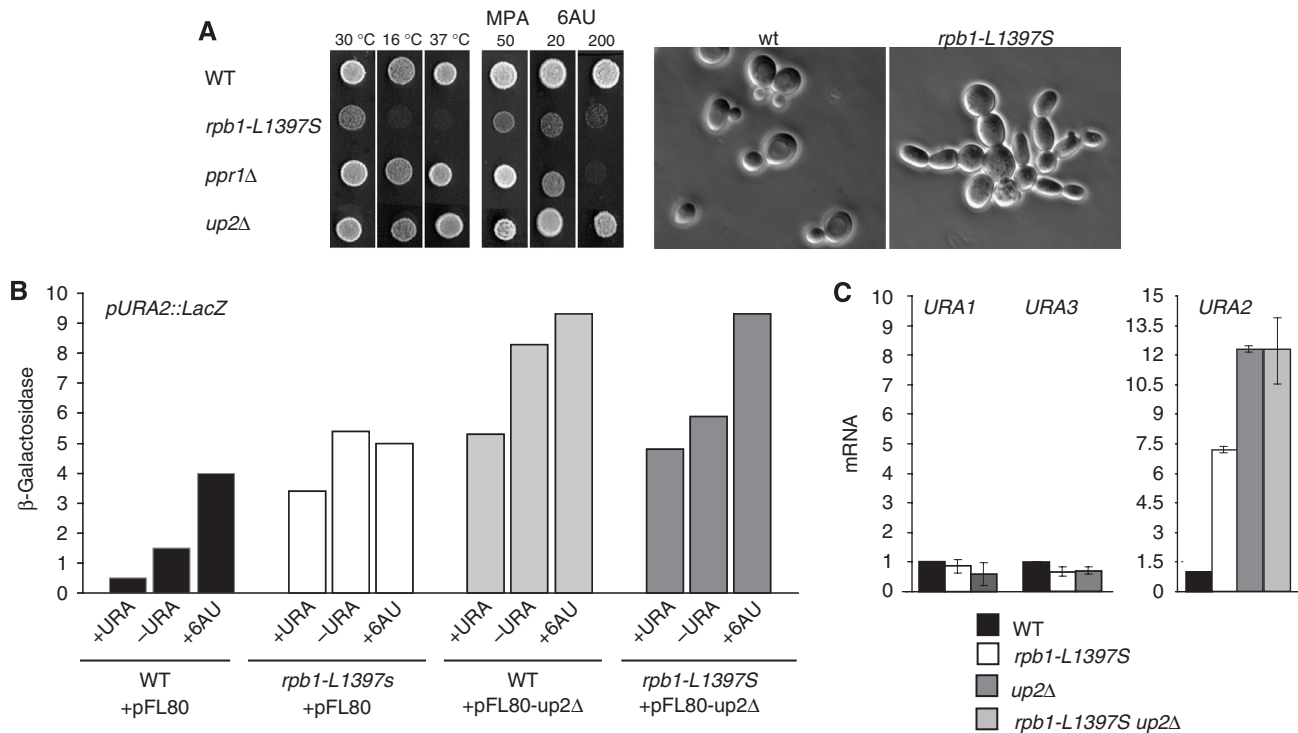 A
MPA 6AU
30 °C 16 °C 37 °C 50 20 200
WT
rpb1-L1397S
ppr1Δ
up2Δ
wt rpb1-L1397S
B
pURA2::LacZ
β-Galactosidase
10
9
8
7
6
5
4
3
2
1
0
+URA –URA +6AU +URA –URA +6AU +URA –URA +6AU +URA –URA +6AU
WT rpb1-L1397s WT rpb1-L1397S
+pFL80 +pFL80 +pFL80-up2Δ +pFL80-up2Δ
C
URA1 URA3 URA2
mRNA
10
9
8
7
6
5
4
3
2
1
0
15
13.5
12
10.5
9
7.5
6
4.5
3
1.5
0
WT
rpb1-L1397S
up2Δ
rpb1-L1397S up2Δ